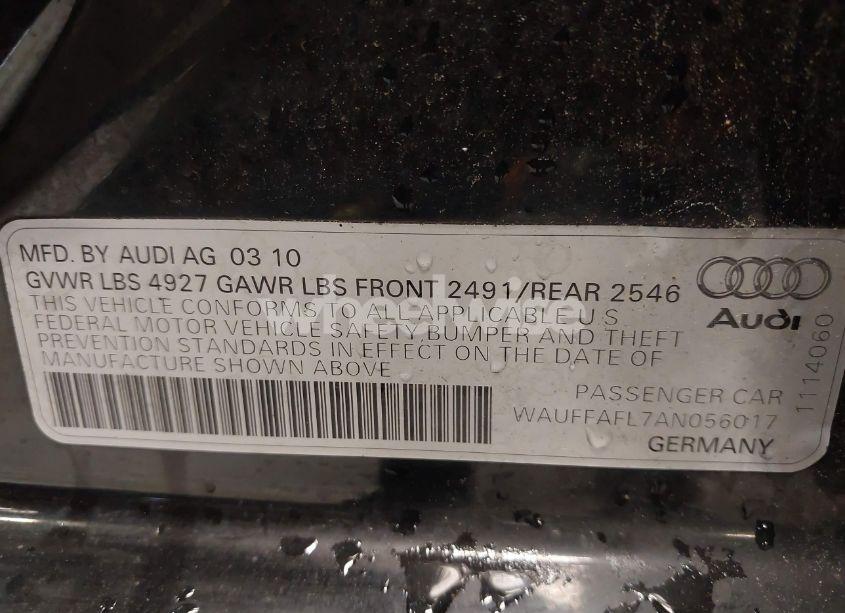 MFD. BY AUDI AG 03 10
GVWR LBS 4927 GAWR LBS FRONT 2491/REAR 2546
THIS VEHICLE CONFORMS TO ALL APPLICABLE U S
FEDERAL MOTOR VEHICLE SAFETY, BUMPER AND THEFT
PREVENTION STANDARDS IN EFFECT ON THE DATE OF
MANUFACTURE SHOWN ABOVE
Audi
PASSENGER CAR
WAUFFAFL7AN056017
GERMANY
1114060